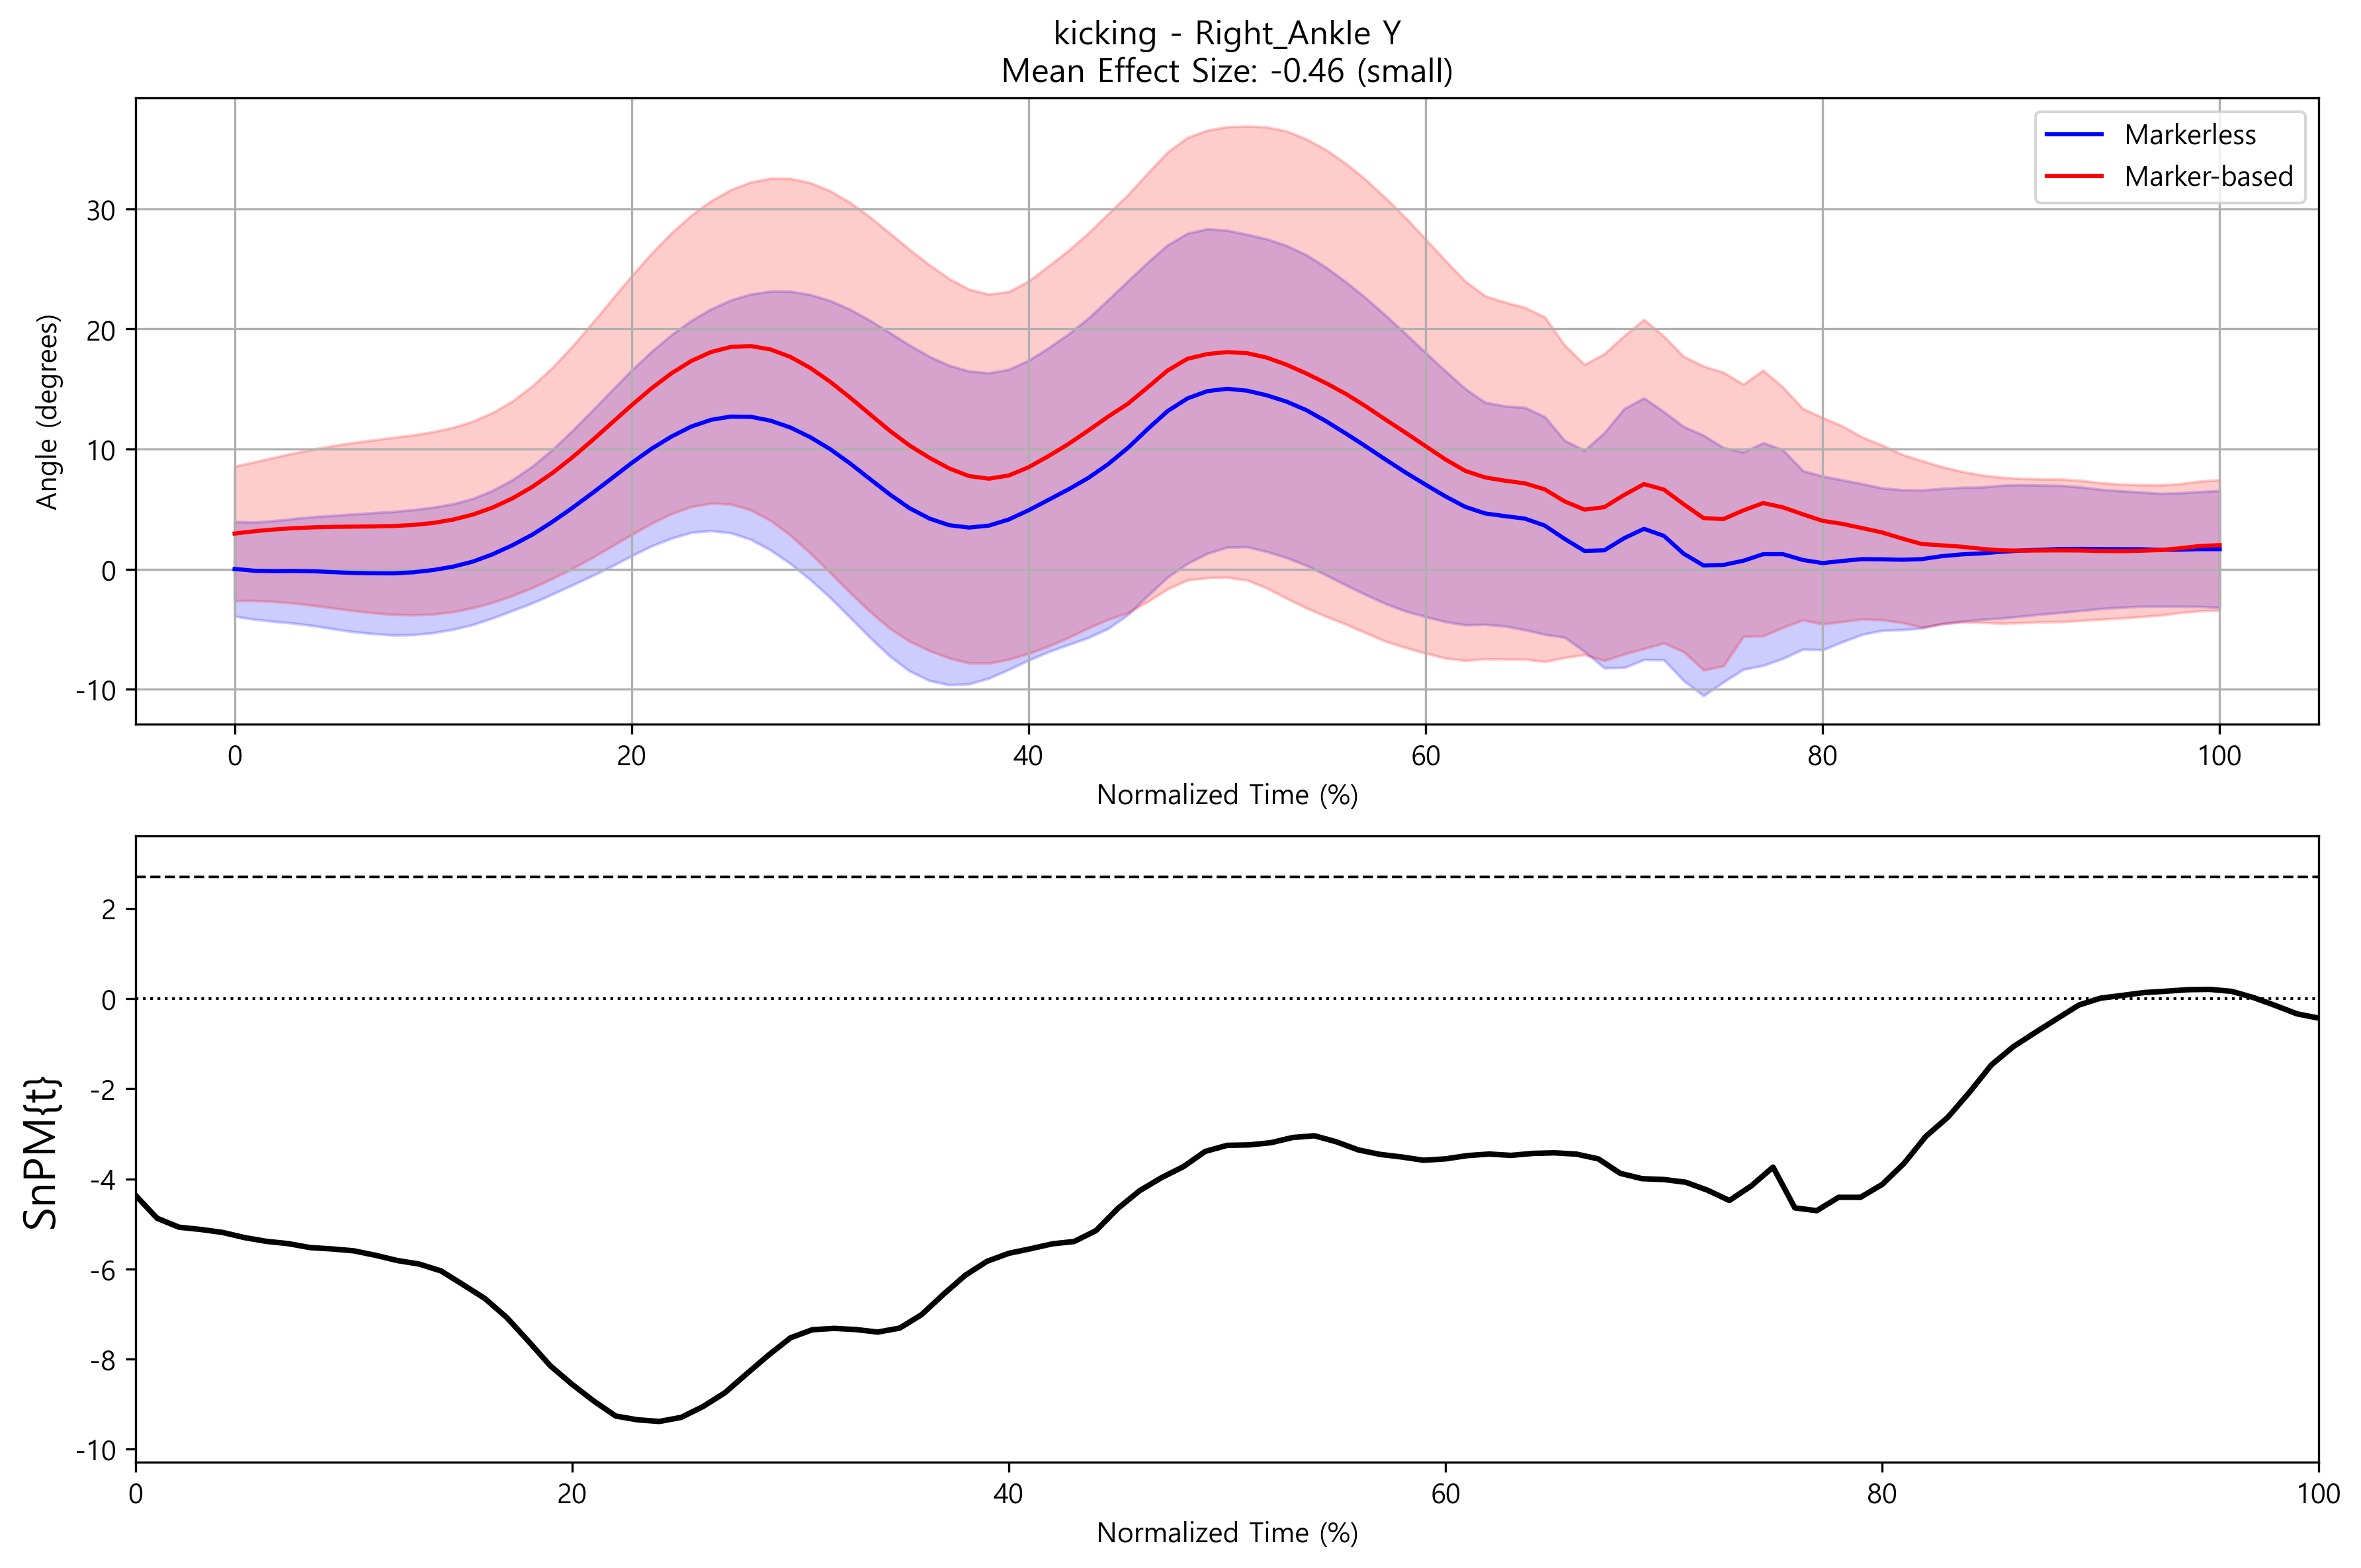 kicking - Right_Ankle Y
Mean Effect Size: -0.46 (small)
Markerless
Marker-based
Angle (degrees)
30
20
10
0
-10
0 20 40 60 80 100
Normalized Time (%)
SnPM{t}
2
0
-2
-4
-6
-8
-10
0 20 40 60 80 100
Normalized Time (%)